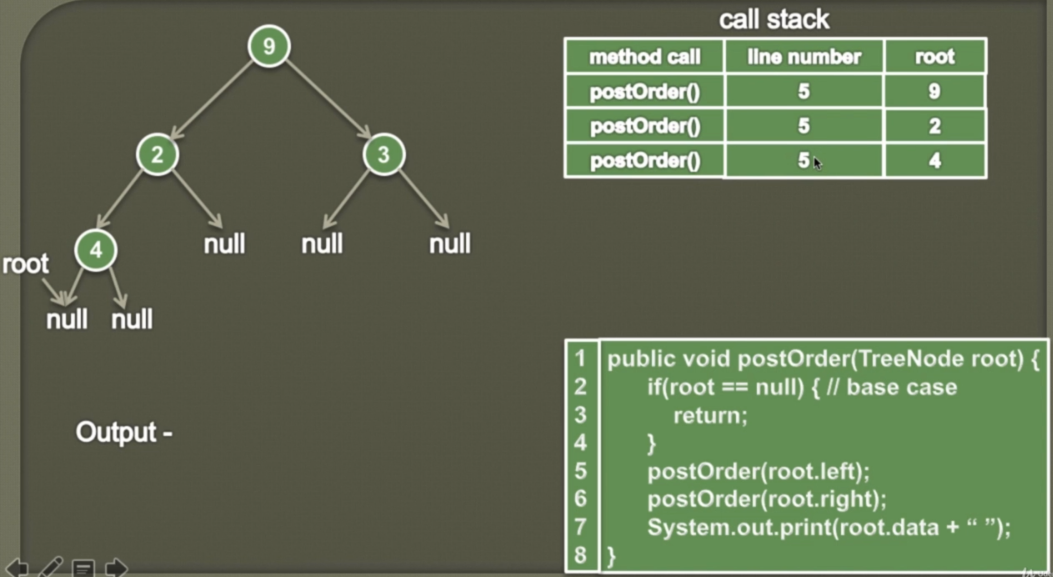 call stack
method call line number root
postOrder() 5 9
postOrder() 5 2
postOrder() 5 4
9
2
3
4
null
null
null
root
null
null
Output -
1 public void postOrder(TreeNode root) {
2 if(root == null) { // base case
3 return;
4 }
5 postOrder(root.left);
6 postOrder(root.right);
7 System.out.print(root.data + “ ”);
8 }